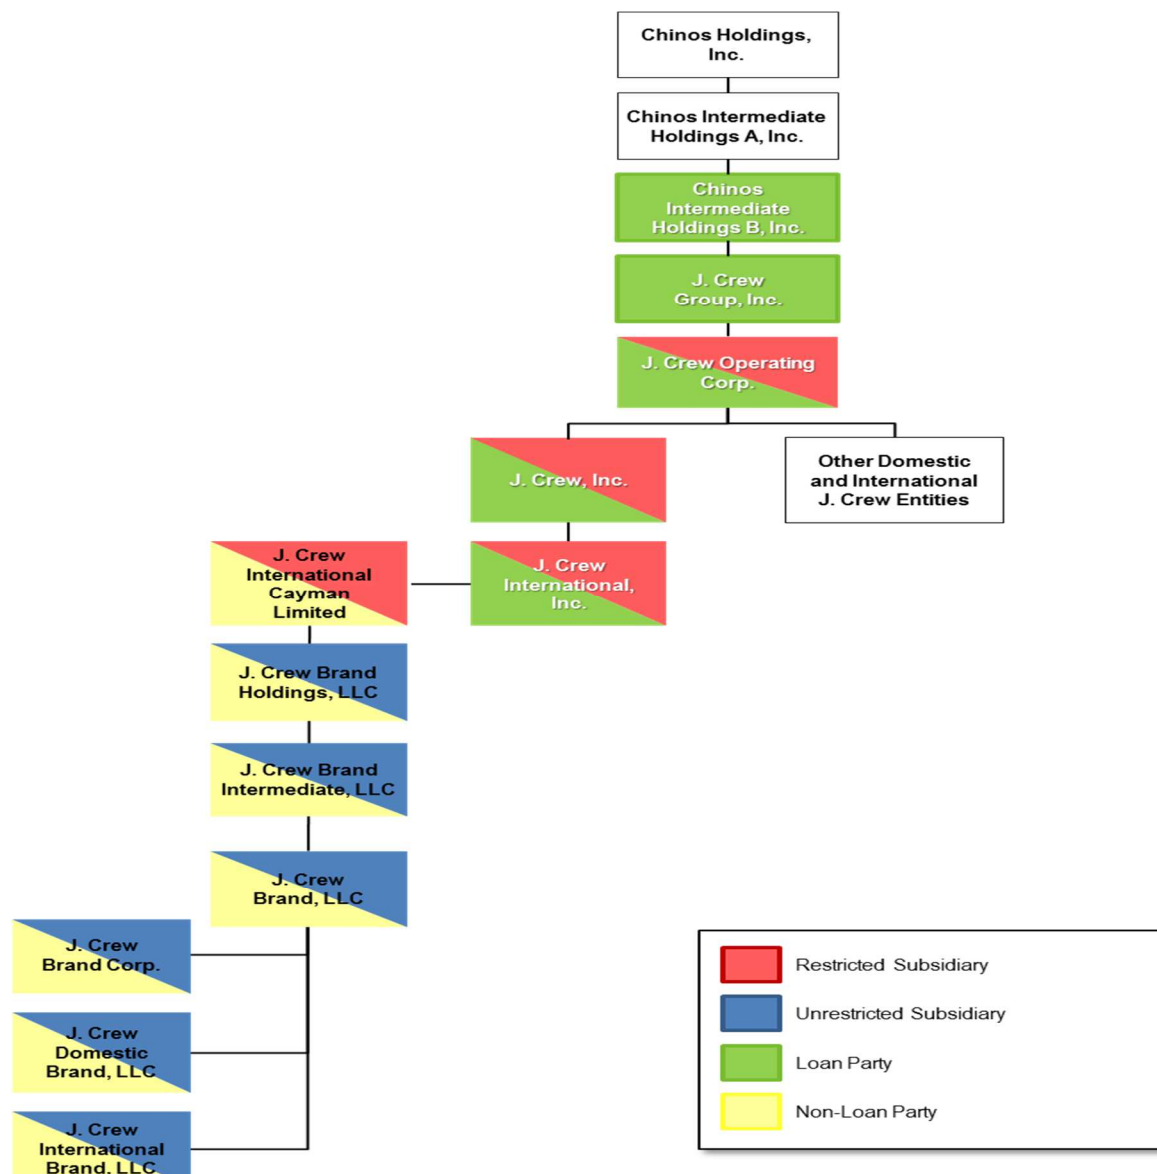 Chinos Holdings,
Inc.
Chinos Intermediate
Holdings A, Inc.
Chinos
Intermediate
Holdings B, Inc.
J. Crew
Group, Inc.
J. Crew Operating
Corp.
J. Crew, Inc.
Other Domestic
and International
J. Crew Entities
J. Crew
International
Cayman
Limited
J. Crew
International,
Inc.
J. Crew Brand
Holdings, LLC
J. Crew Brand
Intermediate, LLC
J. Crew
Brand, LLC
J. Crew
Brand Corp.
J. Crew
Domestic
Brand, LLC
J. Crew
International
Brand, LLC
Restricted Subsidiary
Unrestricted Subsidiary
Loan Party
Non-Loan Party